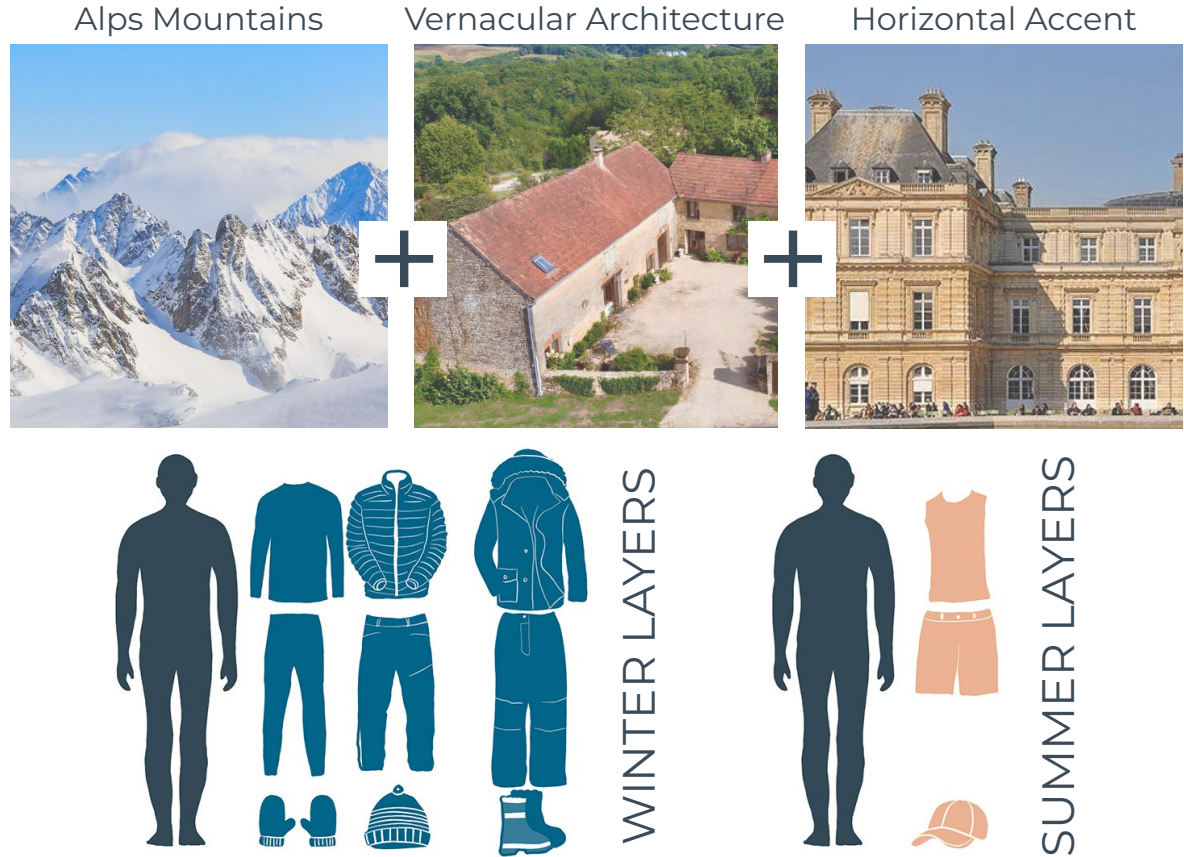 Alps Mountains
Vernacular Architecture
Horizontal Accent
WINTER LAYERS
SUMMER LAYERS